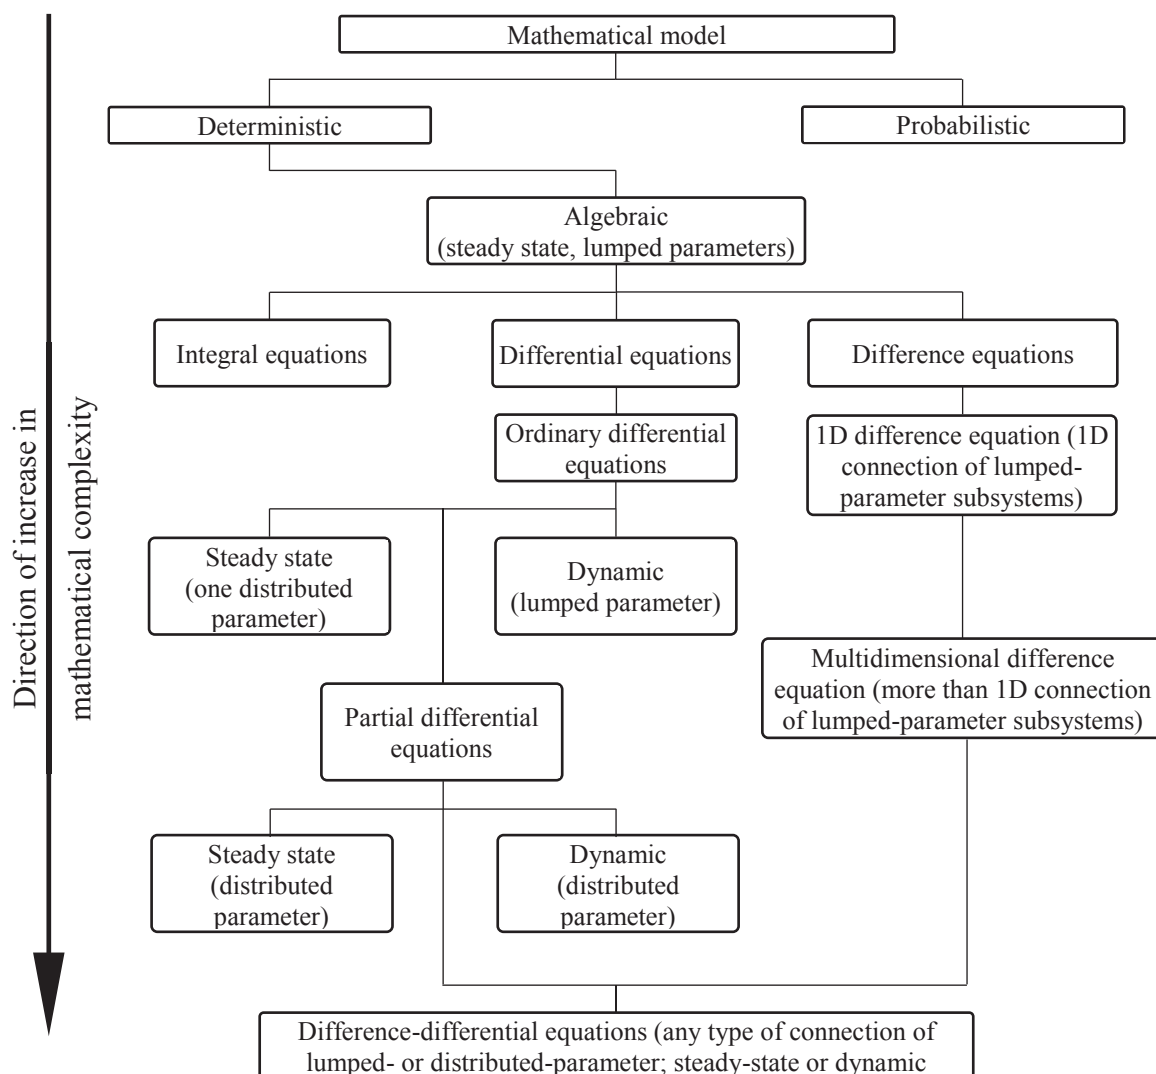 Mathematical model
Deterministic
Probabilistic
Algebraic
(steady state, lumped parameters)
Integral equations
Differential equations
Difference equations
Ordinary differential
equations
1D difference equation (1D
connection of lumped-
parameter subsystems)
Steady state
(one distributed
parameter)
Dynamic
(lumped parameter)
Multidimensional difference
equation (more than 1D connection
of lumped-parameter subsystems)
Partial differential
equations
Steady state
(distributed
parameter)
Dynamic
(distributed
parameter)
Difference-differential equations (any type of connection of
lumped- or distributed-parameter; steady-state or dynamic
Direction of increase in
mathematical complexity